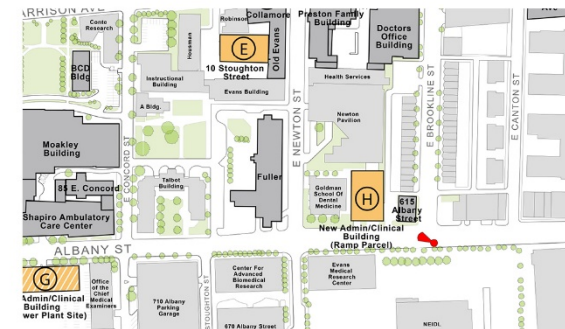 ARRISON AVE
Conte
Research
Robinson
Collamore
Preston Family
Building
Doctors
Office
Building
Ave
Housman
E
Old Evans
BCD
Bldg
10 Stoughton
Street
Instructional
Building
Health Services
Evans Building
A Bldg.
Newton
Pavilion
E CONCORD ST
E NEWTON ST
E BROOKLINE ST
E CANTON ST
Moakley
Building
Fuller
Talbot
Building
85 E. Concord
Goldman
School Of
Dental
Medicine
H
615
Albany
Street
Shapiro Ambulatory
Care Center
New Admin/Clinical
Building
(Ramp Parcel)
ALBANY ST
G
Admin/Clinical
Building
wer Plant Site)
Office
of the
Chief
Medical
Examiners
710 Albany
Parking
Garage
STOUGHTON ST
Center For
Advanced
Biomedical
Research
Evans
Medical
Research
Center
670 Albany Street
NEIDL